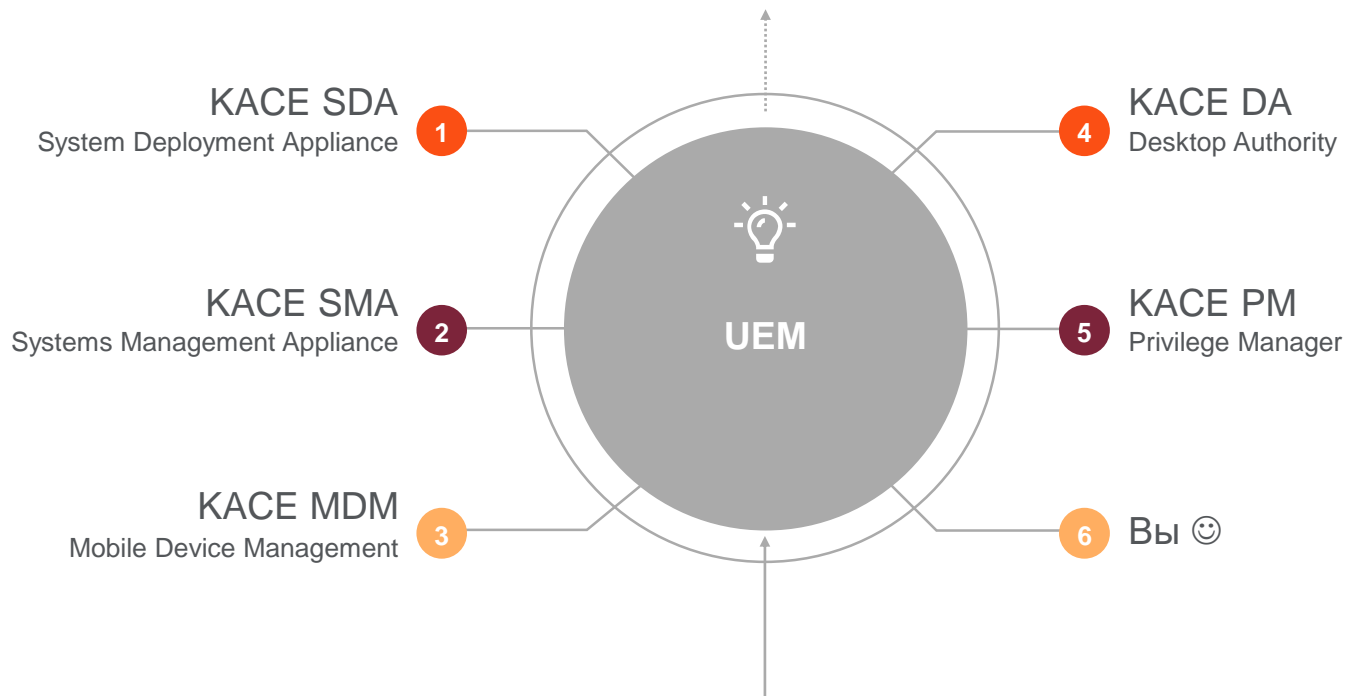 KACE SDA
System Deployment Appliance
1
KACE SMA
Systems Management Appliance
2
KACE MDM
Mobile Device Management
3
UEM
4
KACE DA
Desktop Authority
5
KACE PM
Privilege Manager
6
Вы ☺